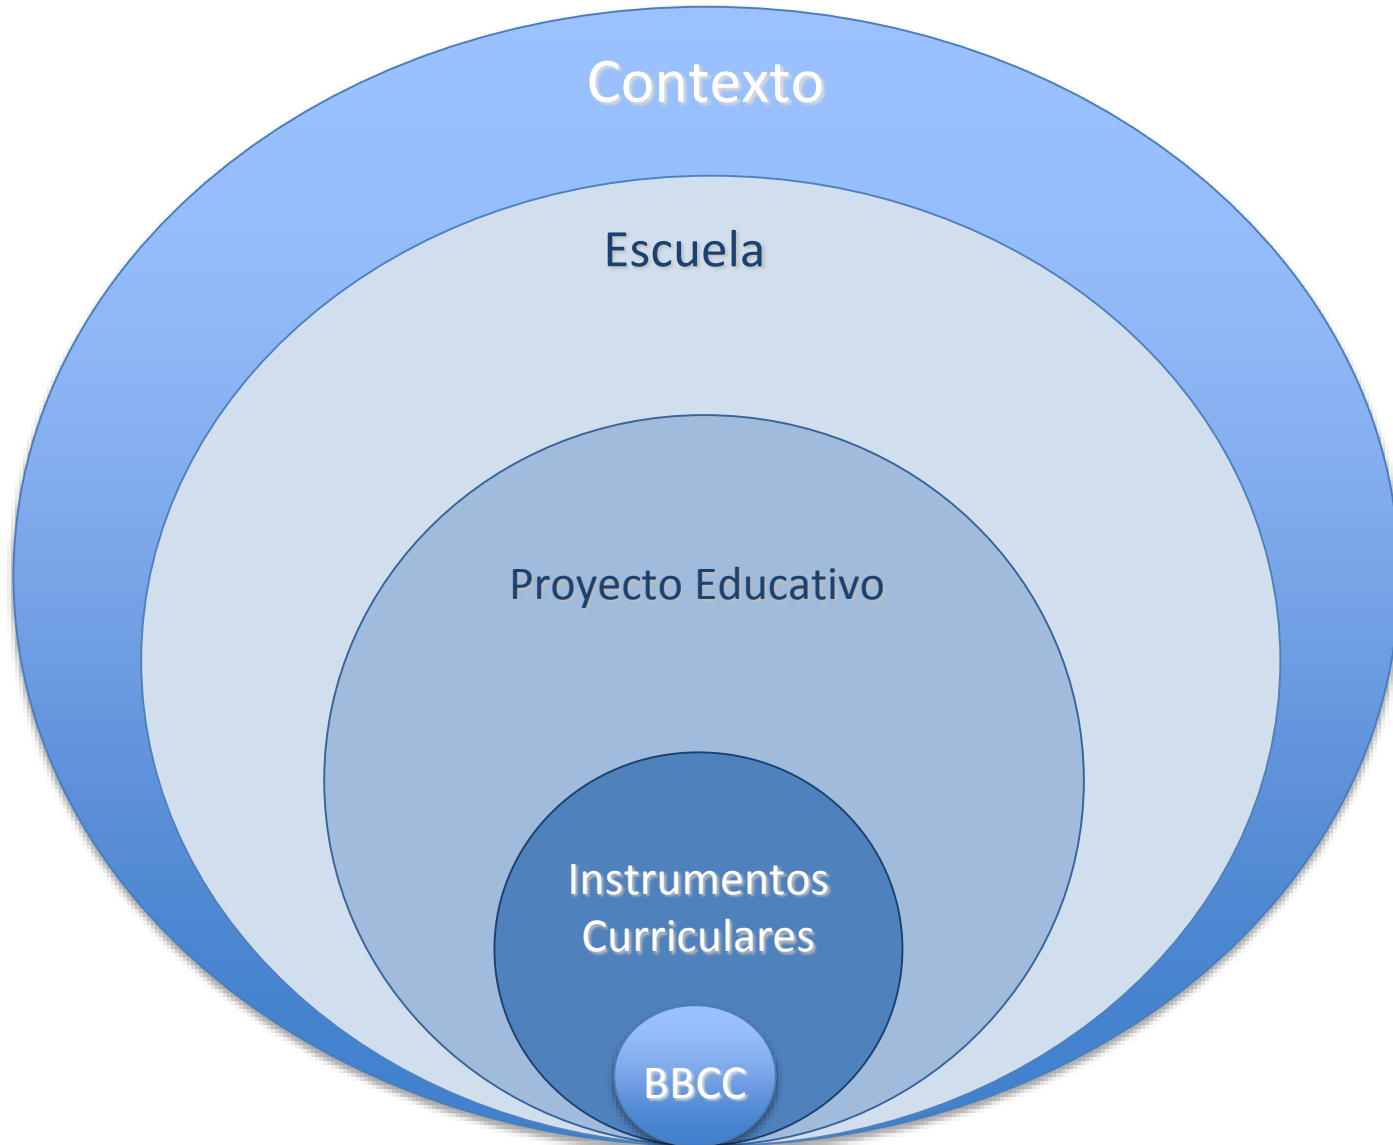 Contexto
Escuela
Proyecto Educativo
Instrumentos
Curriculares
BBCC